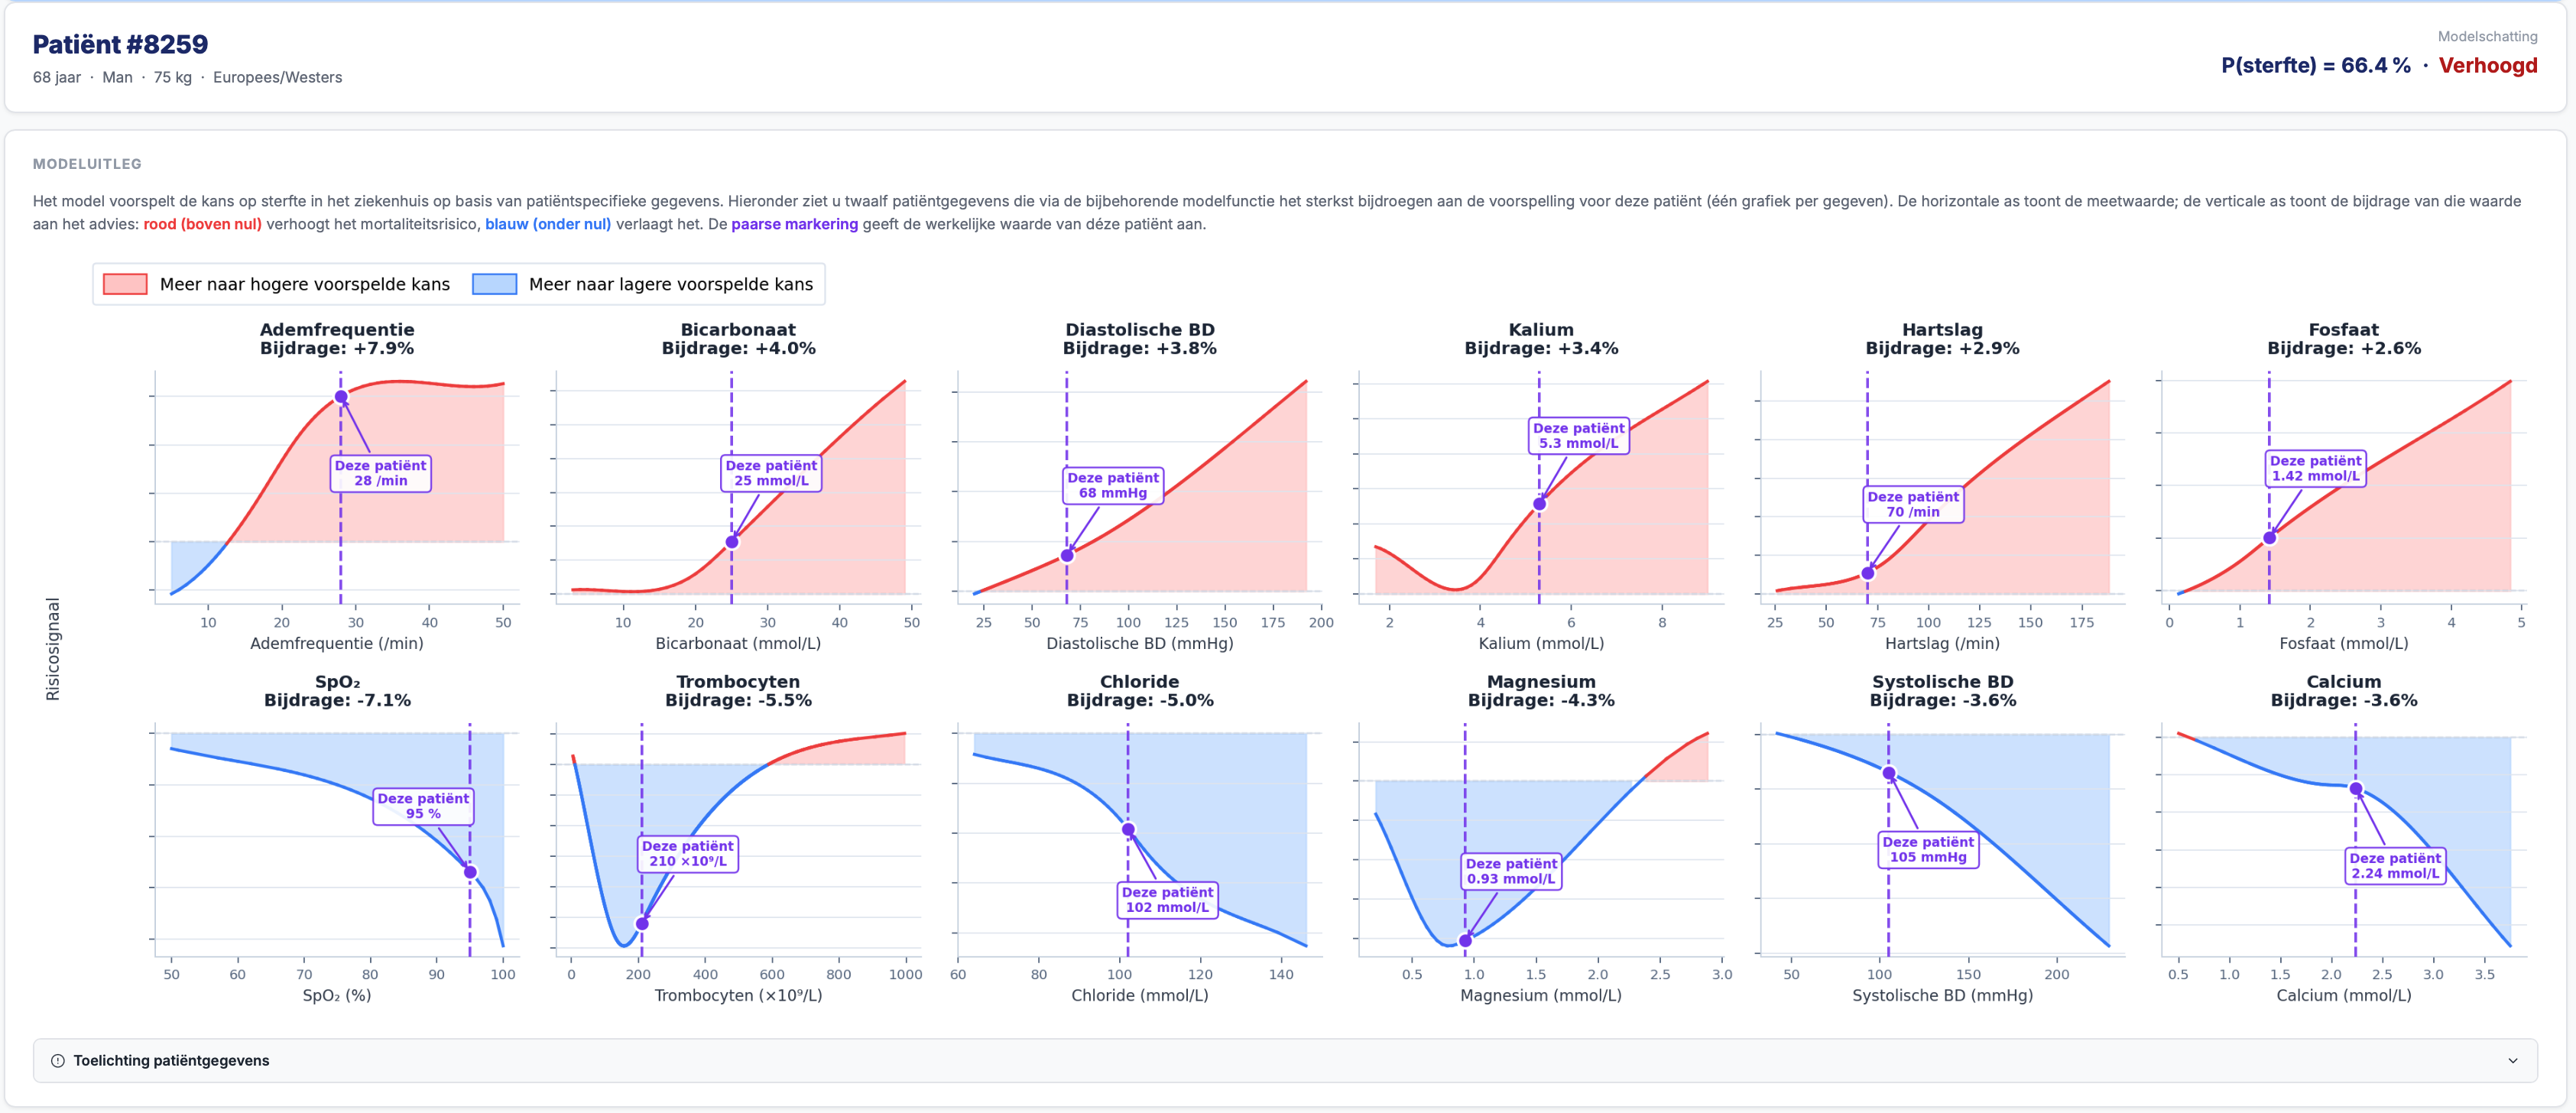 Patiënt #8259
68 jaar · Man · 75 kg · Europees/Westers
Modelschatting
P(sterfte) = 66.4 % · Verhoogd
MODELUITLEG
Het model voorspelt de kans op sterfte in het ziekenhuis op basis van patiëntspecifieke gegevens. Hieronder ziet u twaalf patiëntgegevens die via de bijbehorende modelfunctie het sterkst bijdroegen aan de voorspelling voor deze patiënt (één grafiek per gegeven). De horizontale as toont de meetwaarde; de verticale as toont de bijdrage van die waarde
aan het advies: rood (boven nul) verhoogt het mortaliteitsrisico, blauw (onder nul) verlaagt het. De paarse markering geeft de werkelijke waarde van déze patiënt aan.
Meer naar hogere voorspelde kans
Meer naar lagere voorspelde kans
Risicosignaal
Ademfrequentie
Bijdrage: +7.9%
Deze patiënt
28 /min
10 20 30 40 50
Ademfrequentie (/min)
Bicarbonaat
Bijdrage: +4.0%
Deze patiënt
25 mmol/L
10 20 30 40 50
Bicarbonaat (mmol/L)
Diastolische BD
Bijdrage: +3.8%
Deze patiënt
68 mmHg
25 50 75 100 125 150 175 200
Diastolische BD (mmHg)
Kalium
Bijdrage: +3.4%
Deze patiënt
5.3 mmol/L
2 4 6 8
Kalium (mmol/L)
Hartslag
Bijdrage: +2.9%
Deze patiënt
70 /min
25 50 75 100 125 150 175
Hartslag (/min)
Fosfaat
Bijdrage: +2.6%
Deze patiënt
1.42 mmol/L
0 1 2 3 4 5
Fosfaat (mmol/L)
SpO₂
Bijdrage: -7.1%
Deze patiënt
95 %
50 60 70 80 90 100
SpO₂ (%)
Trombocyten
Bijdrage: -5.5%
Deze patiënt
210 ×10⁹/L
0 200 400 600 800 1000
Trombocyten (×10⁹/L)
Chloride
Bijdrage: -5.0%
Deze patiënt
102 mmol/L
60 80 100 120 140
Chloride (mmol/L)
Magnesium
Bijdrage: -4.3%
Deze patiënt
0.93 mmol/L
0.5 1.0 1.5 2.0 2.5 3.0
Magnesium (mmol/L)
Systolische BD
Bijdrage: -3.6%
Deze patiënt
105 mmHg
50 100 150 200
Systolische BD (mmHg)
Calcium
Bijdrage: -3.6%
Deze patiënt
2.24 mmol/L
0.5 1.0 1.5 2.0 2.5 3.0 3.5
Calcium (mmol/L)
Toelichting patiëntgegevens